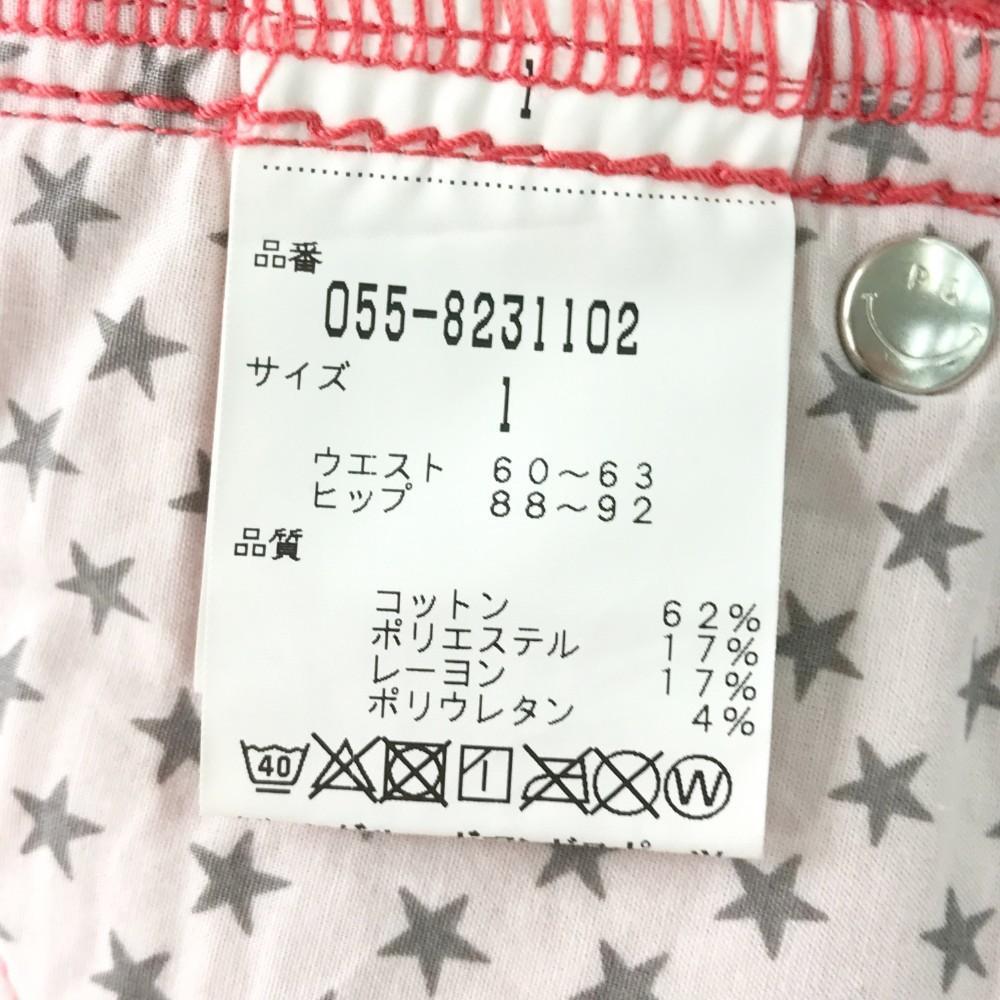 1
品番
055-8231102
サイズ
1
ウエスト 60～63
ヒップ 88～92
品質
コットン 62%
ポリエステル 17%
レーヨン 17%
ポリウレタン 4%
40
W